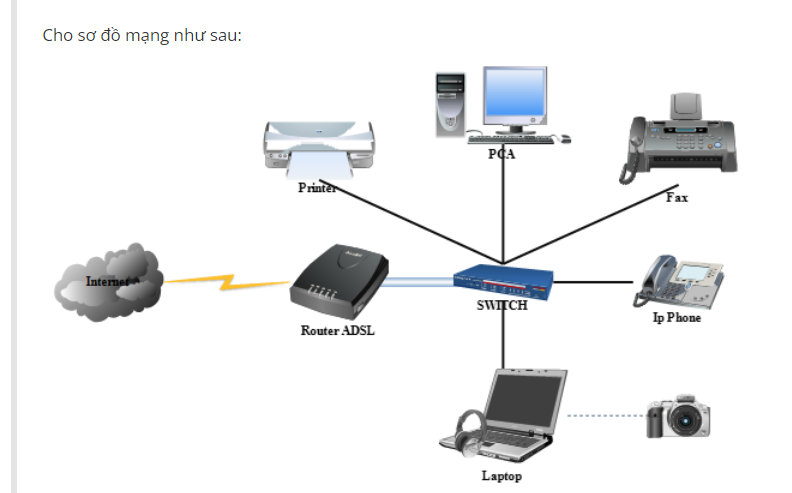 Cho sơ đồ mạng như sau:
PCA
Printer
Fax
Internet
SWITCH
Router ADSL
Ip Phone
Laptop